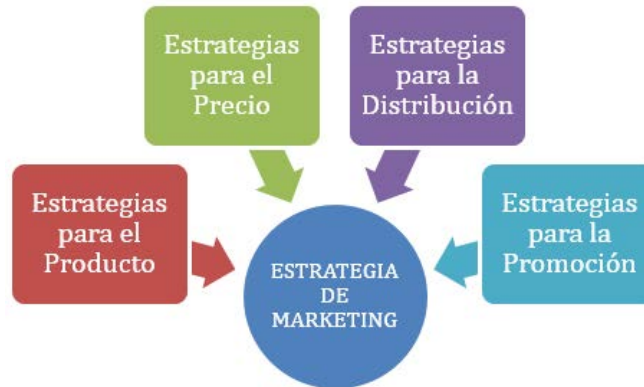 Estrategias
para el
Precio
Estrategias
para la
Distribución
Estrategias
para el
Producto
Estrategias
para la
Promoción
ESTRATEGIA
DE
MARKETING